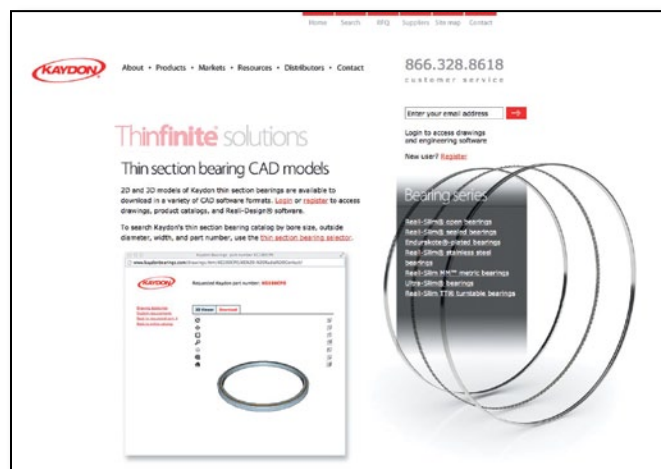 Home Search RFQ Suppliers Site map Contact
KAYDON
About • Products • Markets • Resources • Distributors • Contact
866.328.8618
customer service
Enter your email address
Login to access drawings
and engineering software
New user? Register
Thinfinite solutions
Thin section bearing CAD models
2D and 3D models of Kaydon thin section bearings are available to
download in a variety of CAD software formats. Login or register to access
drawings, product catalogs, and Reali-Design® software.
To search Kaydon's thin section bearing catalog by bore size, outside
diameter, width, and part number, use the thin section bearing selector.
Bearing series
Reali-Slim® open bearings
Reali-Slim® sealed bearings
Endurakote®-plated bearings
Reali-Slim® stainless steel
bearings
Reali-Slim MM™ metric bearings
Ultra-Slim® bearings
Reali-Slim TT® turntable bearings
KAYDON
Requested Kaydon part number:
3D Viewer Download